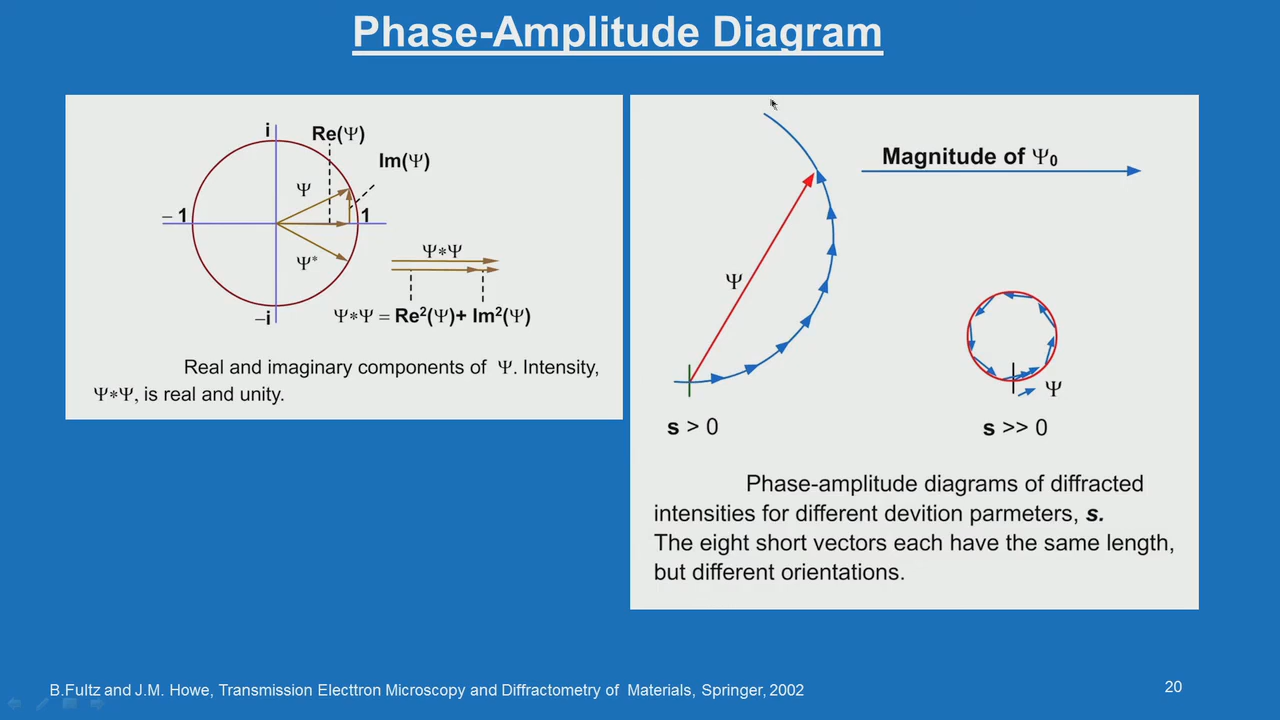 Phase-Amplitude Diagram
i
Re(Ψ)
Im(Ψ)
Ψ
– 1
1
Ψ*
Ψ∗Ψ
–i
Ψ∗Ψ = Re²(Ψ)+ Im²(Ψ)
Real and imaginary components of Ψ. Intensity,
Ψ∗Ψ, is real and unity.
Magnitude of Ψ₀
Ψ
Ψ
s > 0
s >> 0
Phase-amplitude diagrams of diffracted
intensities for different devition parmeters, s.
The eight short vectors each have the same length,
but different orientations.
B.Fultz and J.M. Howe, Transmission Electtron Microscopy and Diffractometry of Materials, Springer, 2002
20